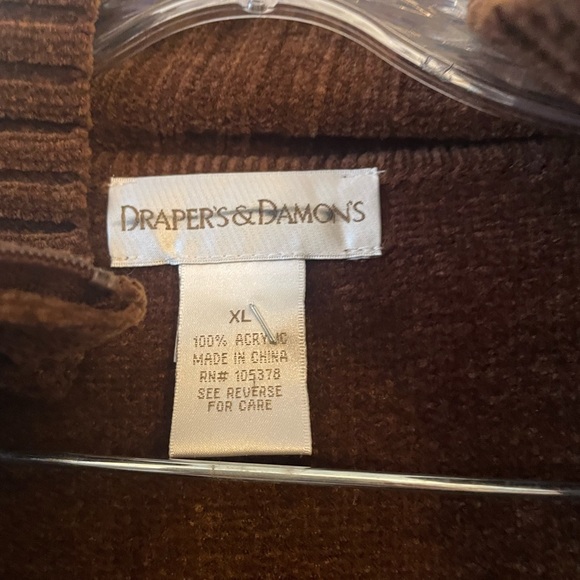 DRAPER'S & DAMON'S
XL
100% ACRYLIC
MADE IN CHINA
RN# 105378
SEE REVERSE
FOR CARE